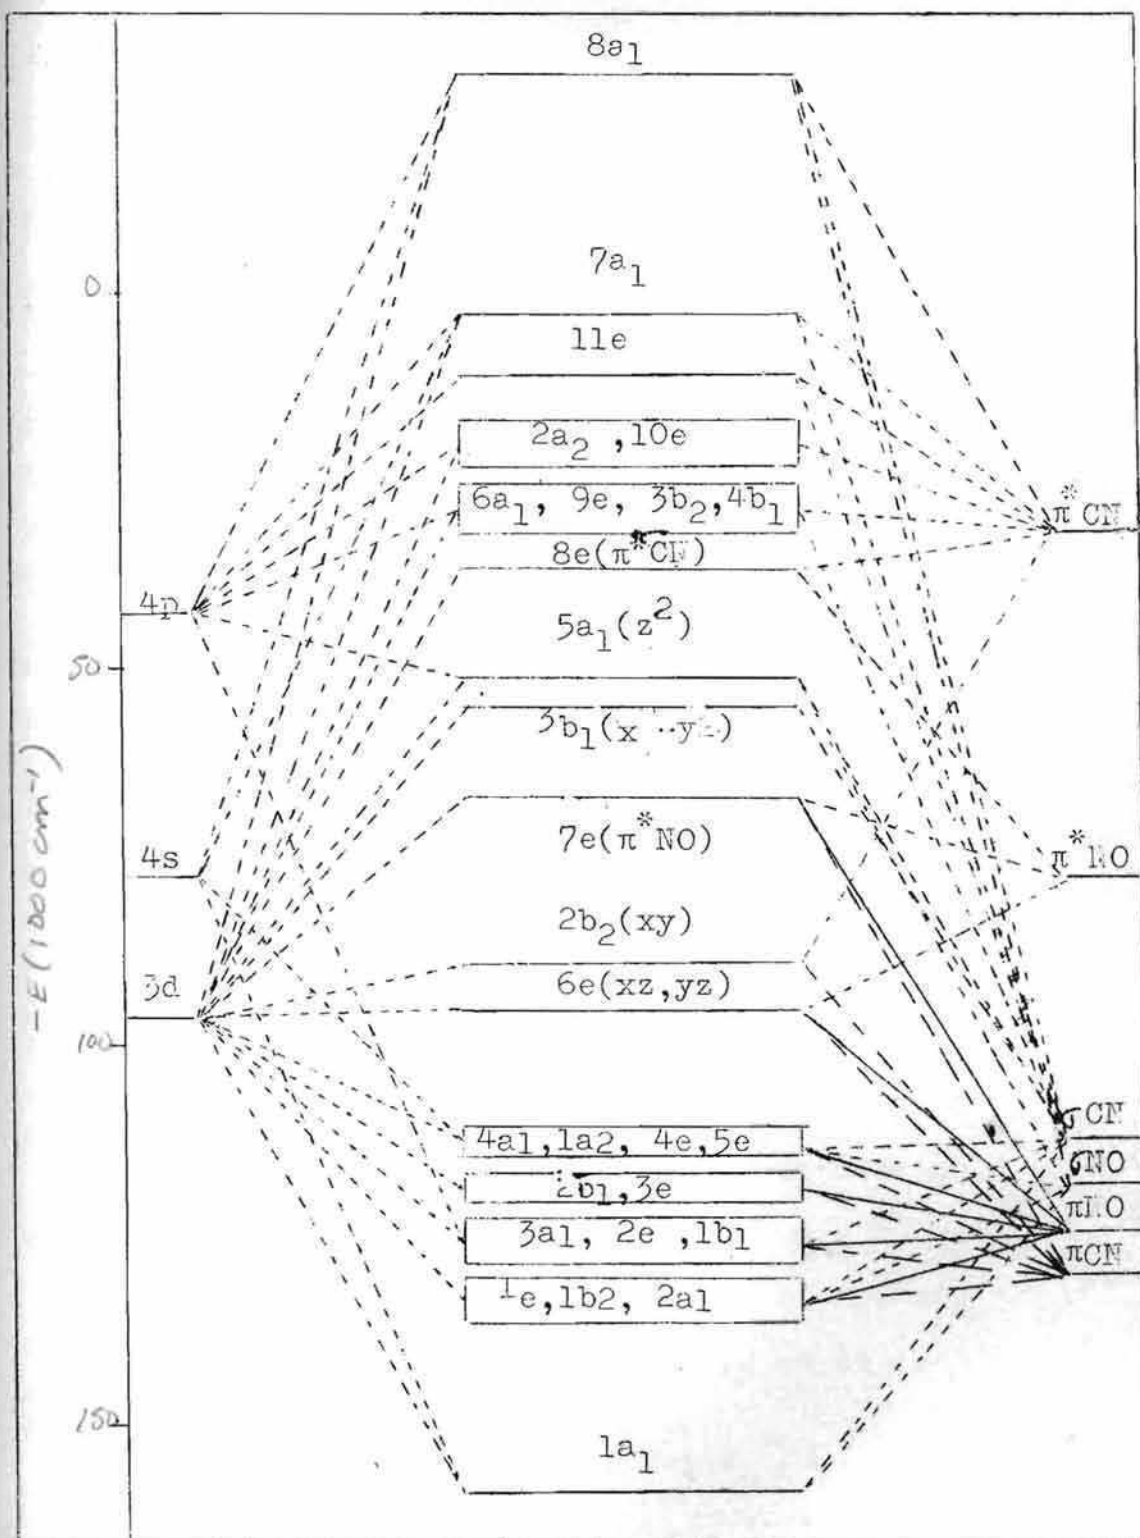 8a1
7a1
0
11e
2a2 ,10e
6a1, 9e, 3b2,4b1
π*CN
8e(π*CN)
4p
5a1(z²)
50
3b1(x
-E(1000 cm⁻¹)
7e(π*NO)
4s
π*NO
2b2(xy)
3d
6e(xz,yz)
100
4a1,1a2, 4e,5e
σCN
σNO
2b1,3e
πNO
3a1, 2e ,1b1
πCN
1e,1b2, 2a1
150
1a1